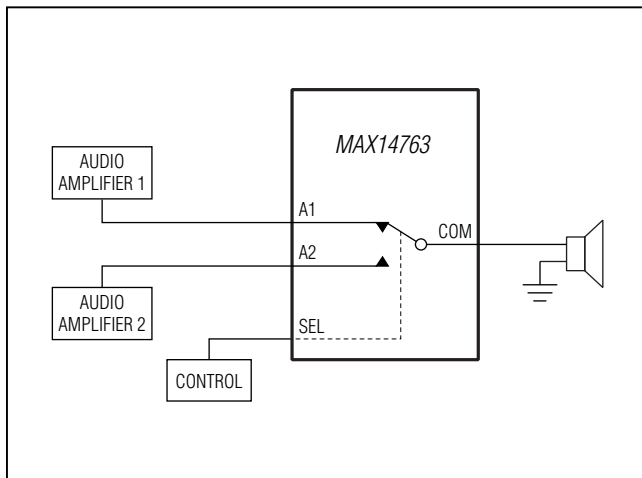 MAX14763
AUDIO
AMPLIFIER 1
A1
COM
A2
AUDIO
AMPLIFIER 2
SEL
CONTROL